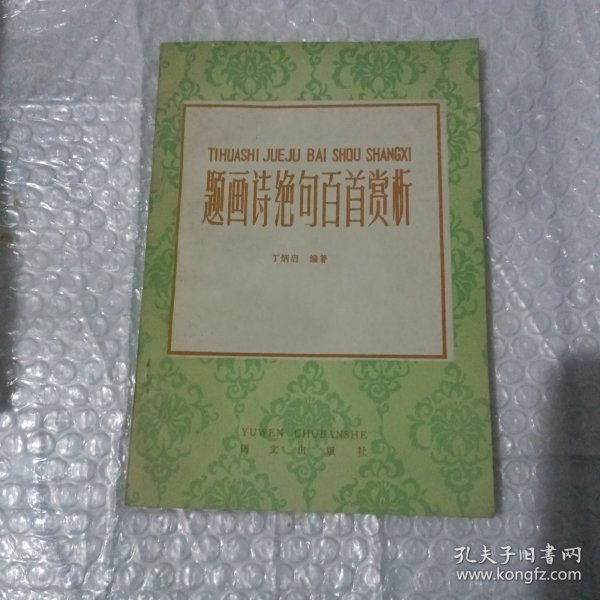 TIHUASHI JUEJU BAI SHOU SHANGXI
题画诗绝句百首赏析
丁炳启 编著
YUWEN CHUBANSHE
语文出版社
孔夫子旧书网
www.kongfz.com